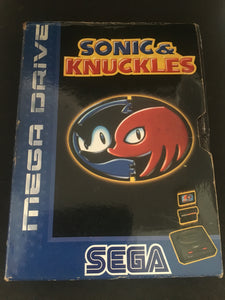 SONIC &
KNUCKLES
MEGA DRIVE
SEGA